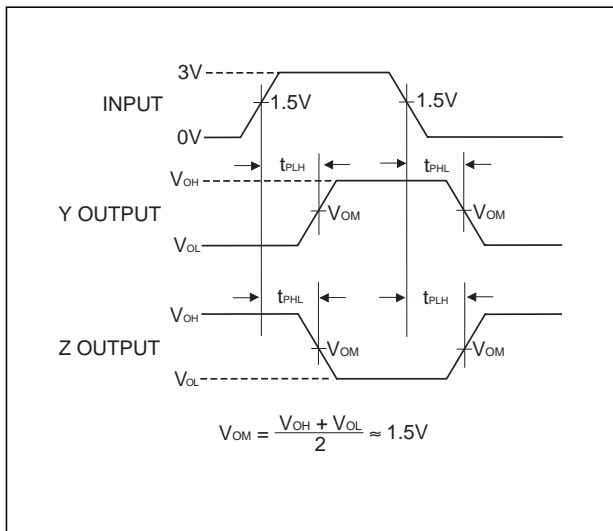 3V
INPUT
1.5V
1.5V
0V
tPLH
tPHL
VOH
Y OUTPUT
VOM
VOM
VOL
tPHL
tPLH
VOH
Z OUTPUT
VOM
VOM
VOL
VOM = VOH + VOL / 2 ≈ 1.5V